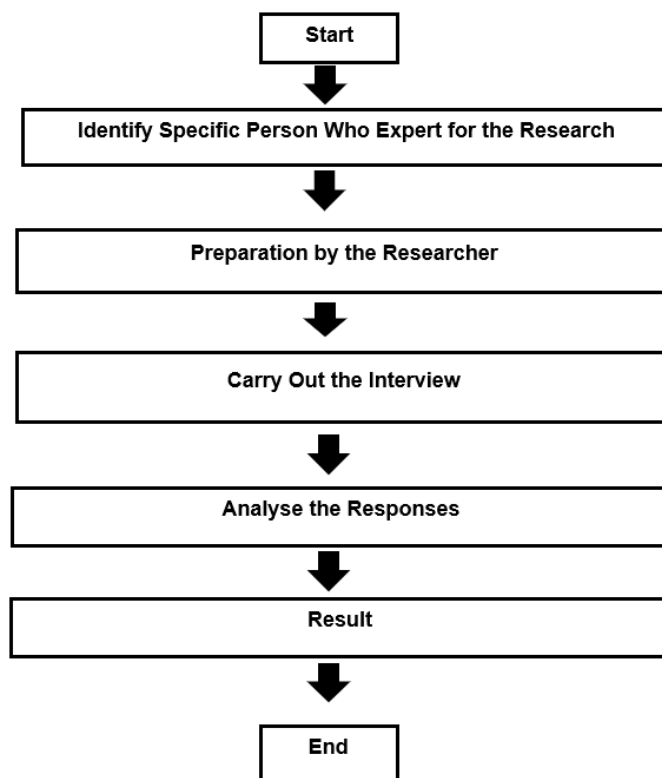 Start
Identify Specific Person Who Expert for the Research
Preparation by the Researcher
Carry Out the Interview
Analyse the Responses
Result
End